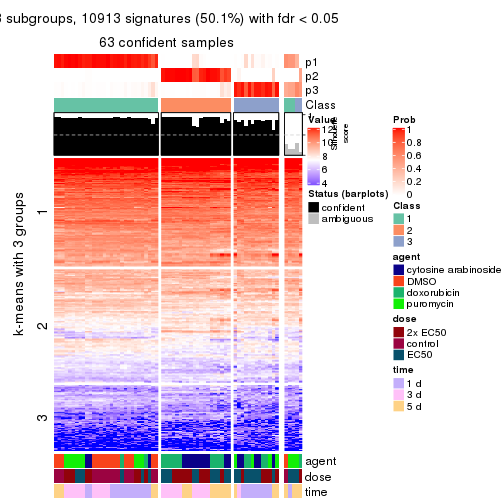 3 subgroups, 10913 signatures (50.1%) with fdr < 0.05
63 confident samples
p1
p2
p3
Class
k-means with 3 groups
1
2
3
agent
dose
time
Value
12
10
8
6
4
score
Status (barplots)
confident
ambiguous
Prob
1
0.8
0.6
0.4
0.2
0
Class
1
2
3
agent
cytosine arabinoside
DMSO
doxorubicin
puromycin
dose
2x EC50
control
EC50
time
1 d
3 d
5 d